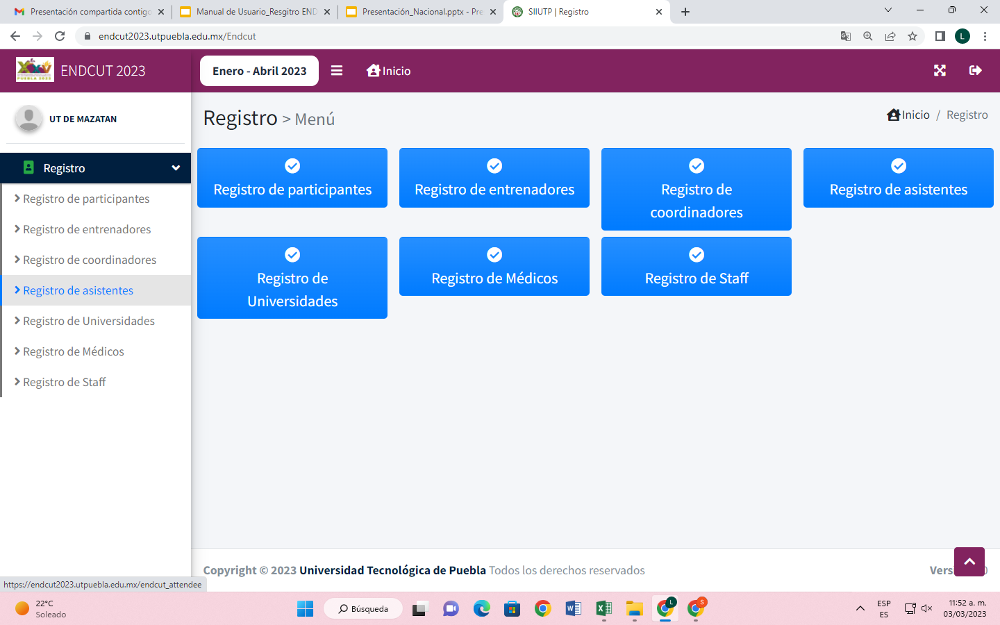 Presentación compartida contigo
Manual de Usuario_Resgitro END
Presentación_Nacional.pptx - Pre
SIIUTP | Registro
endcut2023.utpuebla.edu.mx/Endcut
L
PUEBLA 2023
ENDCUT 2023
Enero - Abril 2023
Inicio
UT DE MAZATAN
Registro > Menú
Inicio / Registro
Registro
Registro de participantes
Registro de entrenadores
Registro de coordinadores
Registro de asistentes
Registro de Universidades
Registro de Médicos
Registro de Staff
Registro de participantes
Registro de entrenadores
Registro de
coordinadores
Registro de asistentes
Registro de
Universidades
Registro de Médicos
Registro de Staff
Copyright © 2023 Universidad Tecnológica de Puebla Todos los derechos reservados
Vers
0
https://endcut2023.utpuebla.edu.mx/endcut_attendee
22°C
Soleado
Búsqueda
L
S
ESP
ES
11:52 a. m.
03/03/2023